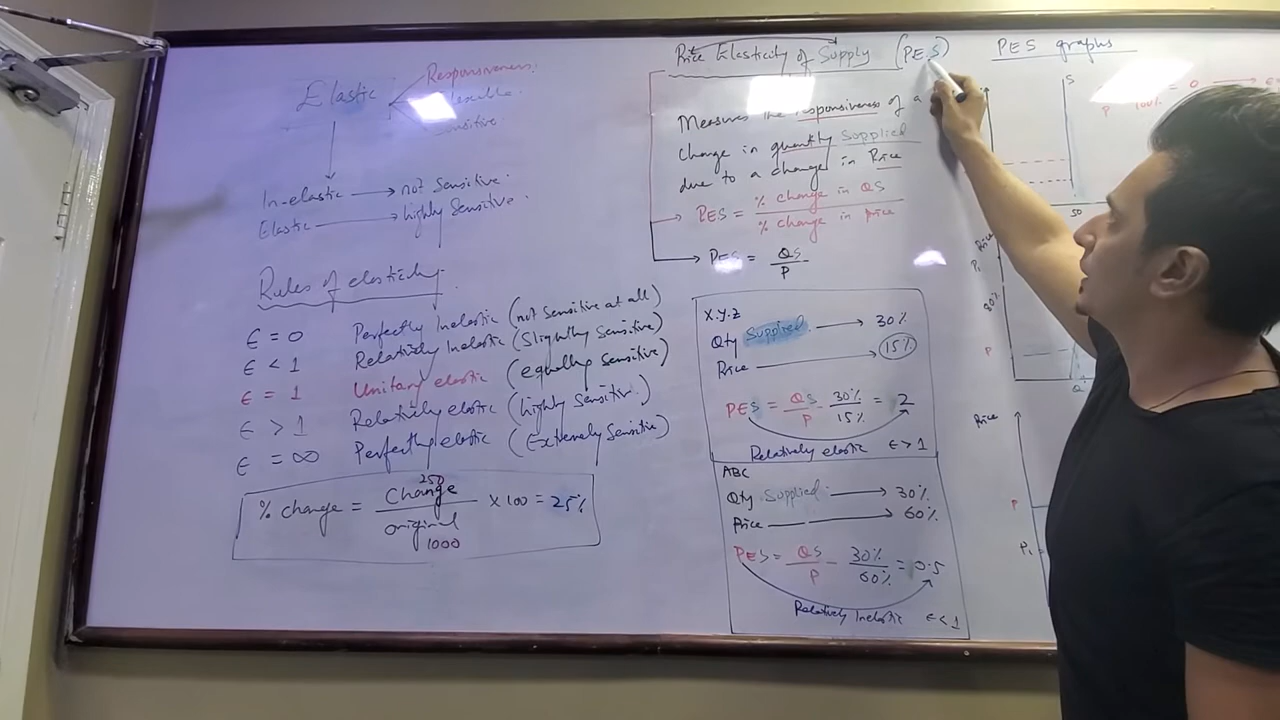 Elastic
Responsiveness.
In-elastic → not Sensitive.
Elastic → highly Sensitive.
Rules of elasticity
ϵ = 0 Perfectly Inelastic (not Sensitive at all)
ϵ < 1 Relatively Inelastic (Slightly Sensitive)
ϵ = 1 Unitary elastic (equally Sensitive)
ϵ > 1 Relatively elastic (highly Sensitive.)
ϵ = ∞ Perfectly elastic (Extremely Sensitive)
% change = Change 250 / original 1000 × 100 = 25%
Price Elasticity of Supply (PES)
Measures the responsiveness of a
change in quantity Supplied
due to a change in Price
PES = % change in QS / % change in price
PES = QS / P
X.Y.Z
Qty Supplied. → 30%
Price → 15%
PES = QS / P 30% / 15% = 2
Relatively elastic ϵ > 1
ABC
Qty Supplied. → 30%.
Price → 60%.
PES = QS / P 30% / 60% = 0.5
Relatively Inelastic ϵ < 1
PES graphs
S
P 100% = 0 →
50
Price
P1
30%
P
Q
Price
P
P1